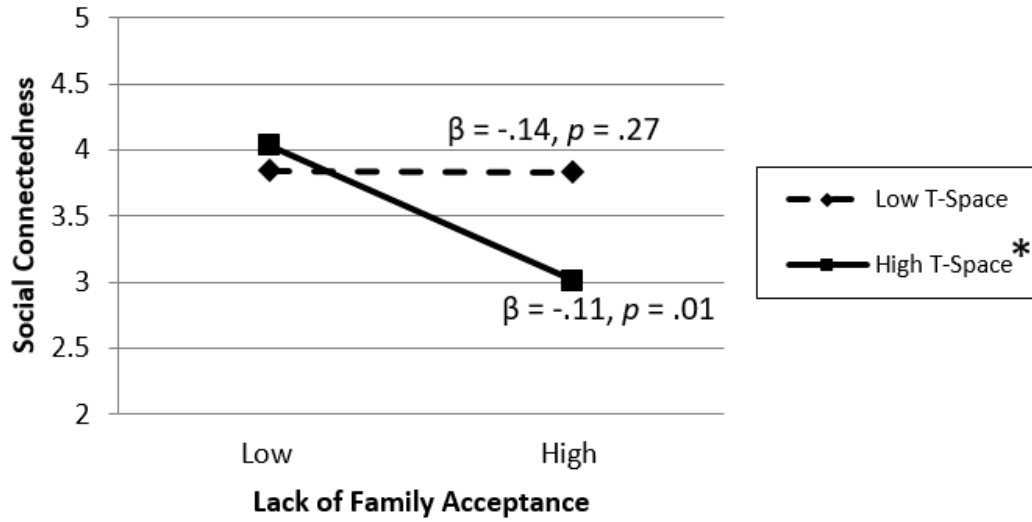 5
4.5
4
3.5
3
2.5
2
Social Connectedness
β = -.14, p = .27
β = -.11, p = .01
Low High
Lack of Family Acceptance
Low T-Space
High T-Space*